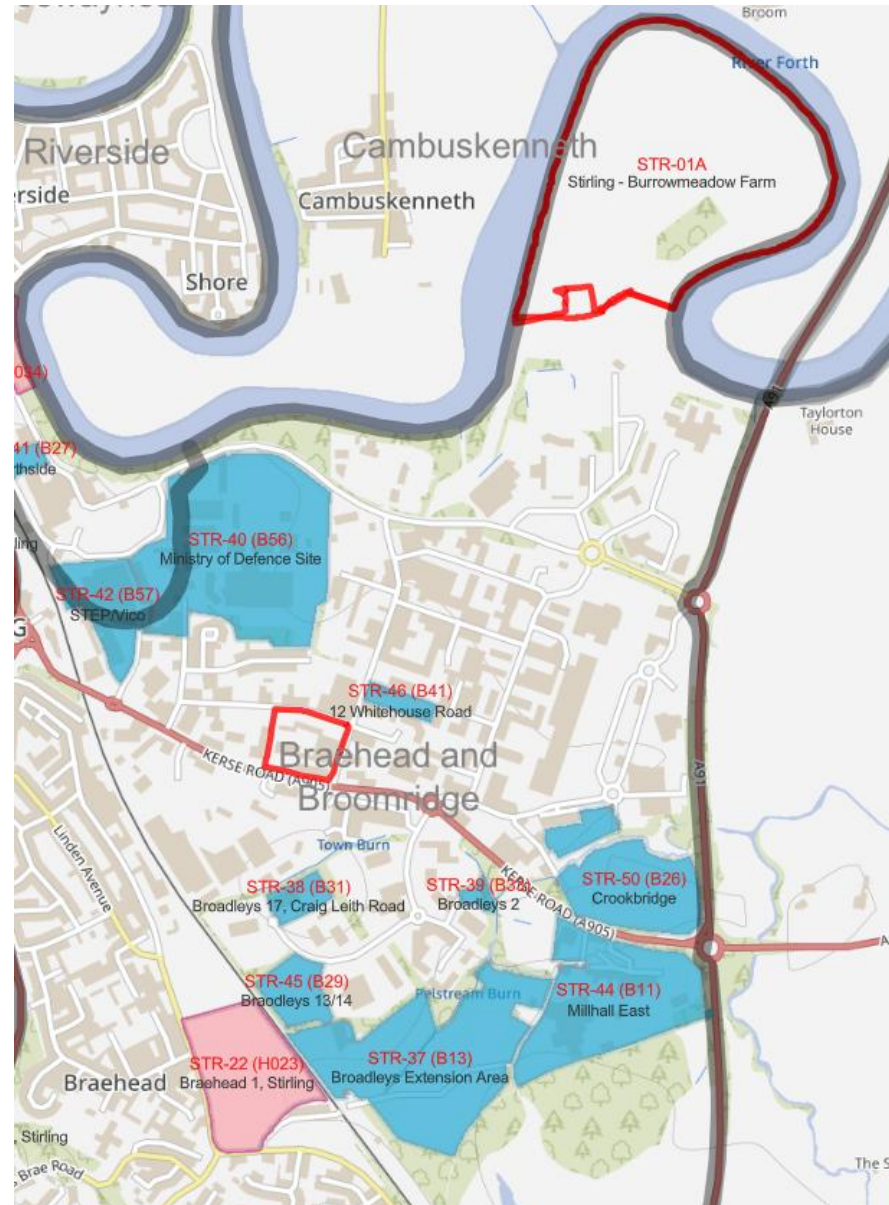 Broom
River Forth
Riverside
Cambuskenneth
STR-01A
Stirling - Burrowmeadow Farm
erside
Cambuskenneth
Shore
A91
Taylorton
House
41 (B27)
rthside
STR-40 (B56)
Ministry of Defence Site
ling
STR-42 (B57)
STEP/Vico
G
STR-46 (B41)
12 Whitehouse Road
Braehead and
Broomridge
KERSE ROAD (A905)
A91
Linden Avenue
Town Burn
STR-38 (B31)
Broadleys 17, Craig Leith Road
Broadleys 2
KERSE ROAD (A905)
STR-50 (B26)
Crookbridge
A
STR-45 (B29)
Braodleys 13/14
Pelstream Burn
STR-44 (B11)
Millhall East
STR-22 (H023)
Braehead 1, Stirling
STR-37 (B13)
Broadleys Extension Area
Braehead
, Stirling
s Brae Road
The S